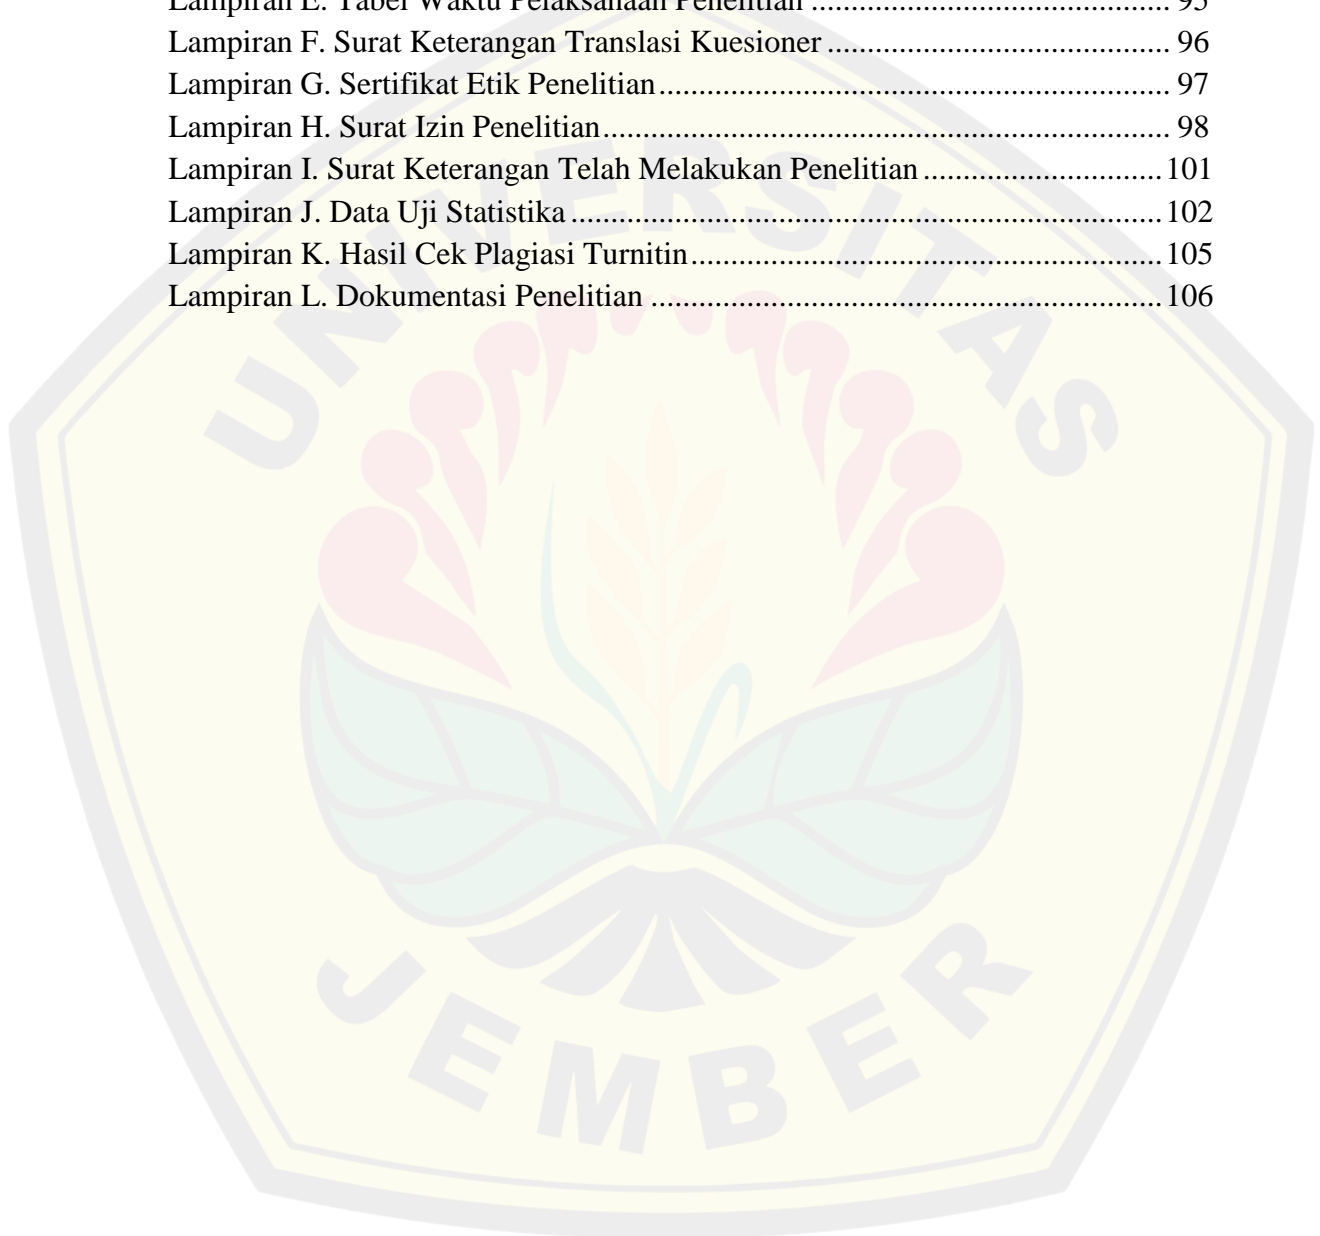 Lampiran E. Tabel Waktu Pelaksanaan Penelitian ...................................... 95
Lampiran F. Surat Keterangan Translasi Kuesioner ..................................... 96
Lampiran G. Sertifikat Etik Penelitian....................................................... 97
Lampiran H. Surat Izin Penelitian............................................................. 98
Lampiran I. Surat Keterangan Telah Melakukan Penelitian ..........................101
Lampiran J. Data Uji Statistika ...............................................................102
Lampiran K. Hasil Cek Plagiasi Turnitin..................................................105
Lampiran L. Dokumentasi Penelitian ......................................................106
UNIVERSITAS
JEMBER